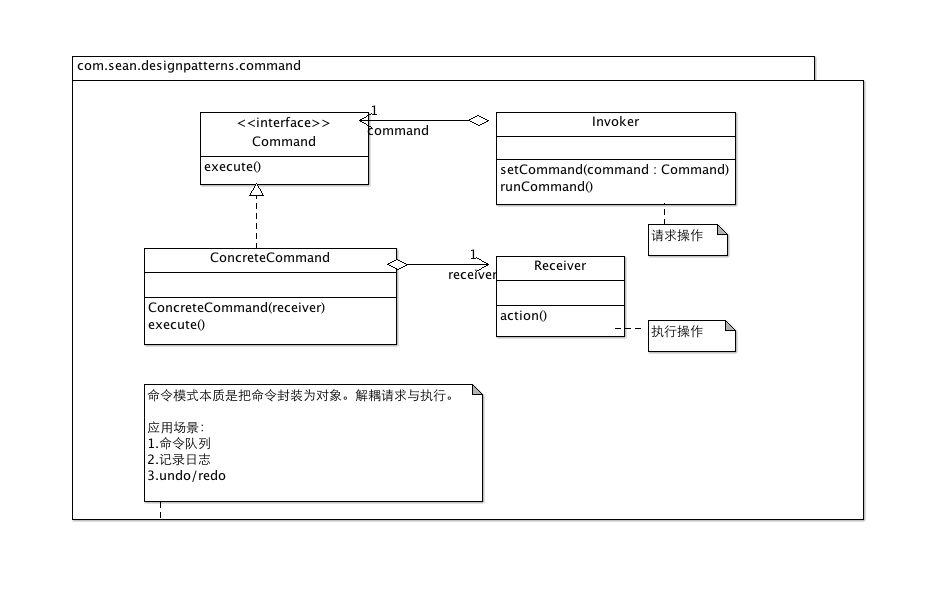 com.sean.designpatterns.command
<<interface>>
Command
execute()
1
command
Invoker
setCommand(command : Command)
runCommand()
请求操作
ConcreteCommand
ConcreteCommand(receiver)
execute()
1
receiver
Receiver
action()
执行操作
命令模式本质是把命令封装为对象。解耦请求与执行。
应用场景：
1.命令队列
2.记录日志
3.undo/redo